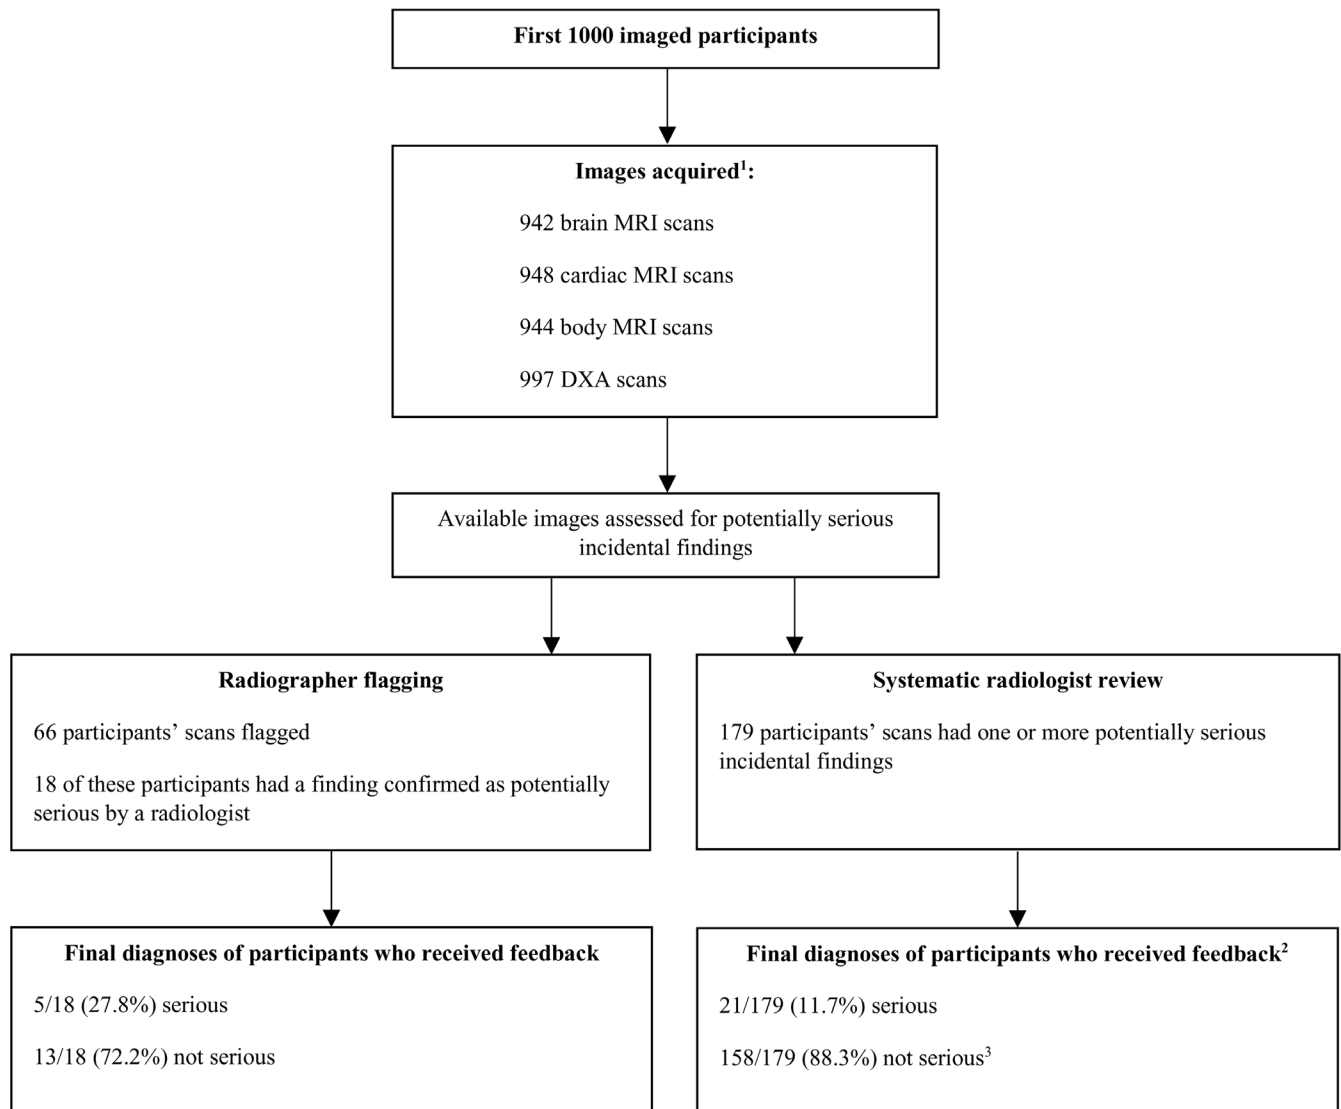 First 1000 imaged participants
Images acquired¹:
942 brain MRI scans
948 cardiac MRI scans
944 body MRI scans
997 DXA scans
Available images assessed for potentially serious
incidental findings
Radiographer flagging
66 participants’ scans flagged
18 of these participants had a finding confirmed as potentially
serious by a radiologist
Systematic radiologist review
179 participants’ scans had one or more potentially serious
incidental findings
Final diagnoses of participants who received feedback
5/18 (27.8%) serious
13/18 (72.2%) not serious
Final diagnoses of participants who received feedback²
21/179 (11.7%) serious
158/179 (88.3%) not serious³